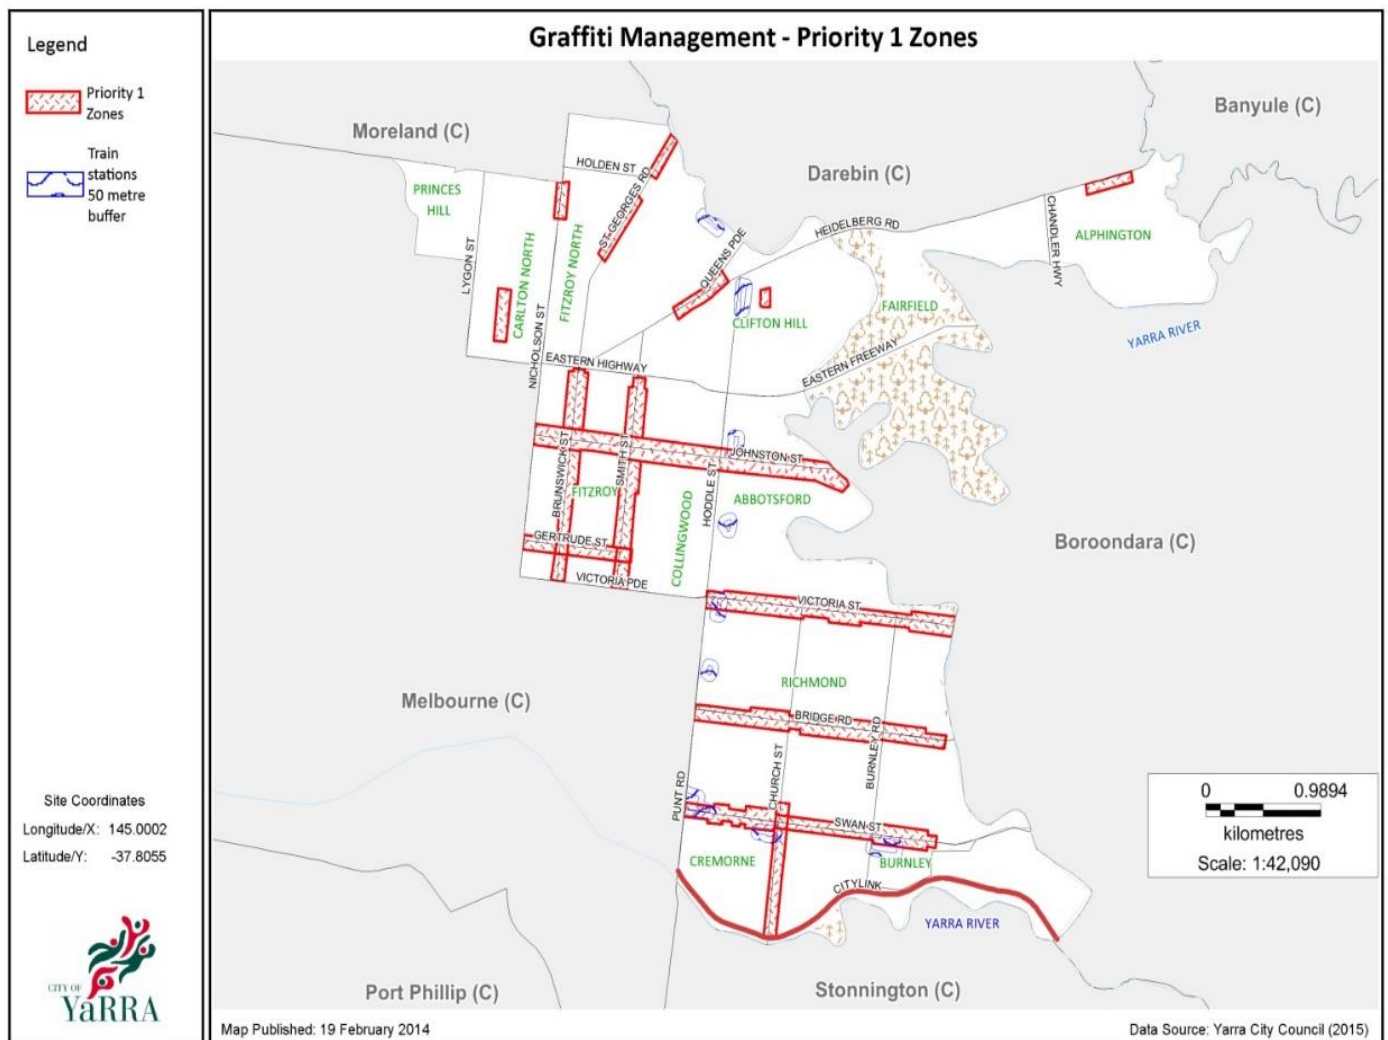 Legend
Priority 1
Zones
Train
stations
50 metre
buffer
Site Coordinates
Longitude/X: 145.0002
Latitude/Y: -37.8055
CITY OF
YaRRA
Graffiti Management - Priority 1 Zones
Banyule (C)
Moreland (C)
Darebin (C)
HOLDEN ST
PRINCES
HILL
ST GEORGES RD
CHANDLER HWY
HEIDELBERG RD
ALPHINGTON
QUEENS PDE
LYGON ST
CARLTON NORTH
FITZROY NORTH
NICHOLSON ST
FAIRFIELD
CLIFTON HILL
YARRA RIVER
EASTERN HIGHWAY
EASTERN FREEWAY
BRUNSWICK ST
SMITH ST
JOHNSTON ST
FITZROY
HODDLE ST
ABBOTSFORD
COLLINGWOOD
GERTRUDE ST
Boroondara (C)
VICTORIA PDE
VICTORIA ST
RICHMOND
Melbourne (C)
BRIDGE RD
BURNLEY RD
CHURCH ST
PUNT RD
SWAN ST
CREMORNE
BURNLEY
CITYLINK
YARRA RIVER
Port Phillip (C)
Stonnington (C)
0 0.9894
kilometres
Scale: 1:42,090
Map Published: 19 February 2014
Data Source: Yarra City Council (2015)